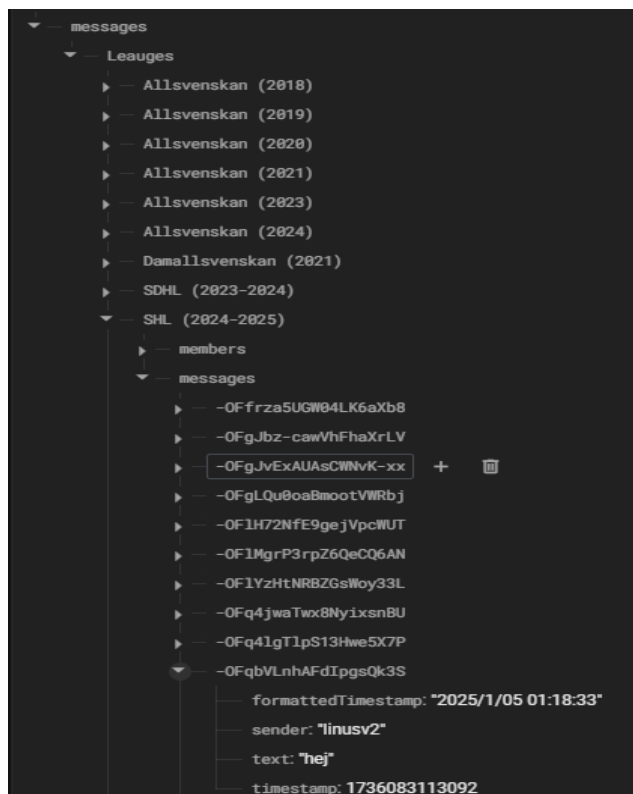 messages
Leauges
Allsvenskan (2018)
Allsvenskan (2019)
Allsvenskan (2020)
Allsvenskan (2021)
Allsvenskan (2023)
Allsvenskan (2024)
Damallsvenskan (2021)
SDHL (2023-2024)
SHL (2024-2025)
members
messages
-OFfrza5UGW04LK6aXb8
-OFgJbz-cawVhFhaXrLV
-OFgJvExAUAsCWNvK-xx
-OFgLQu0oaBmootVWRbj
-OFlH72NfE9gejVpcWUT
-OFlMgrP3rpZ6QeCQ6AN
-OFlYzHtNRBZGsWoy33L
-OFq4jwaTwx8NyixsnBU
-OFq4lgTlpS13Hwe5X7P
-OFqbVLnhAFdIpgsQk3S
formattedTimestamp: "2025/1/05 01:18:33"
sender: "linusv2"
text: "hej"
timestamp: 1736083113092